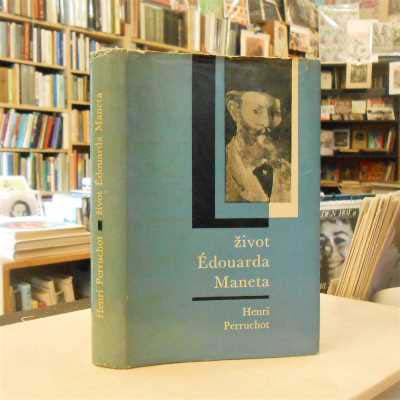 život
Édouarda
Maneta
Henri
Perruchot
Henri Perruchot život Édouarda Maneta